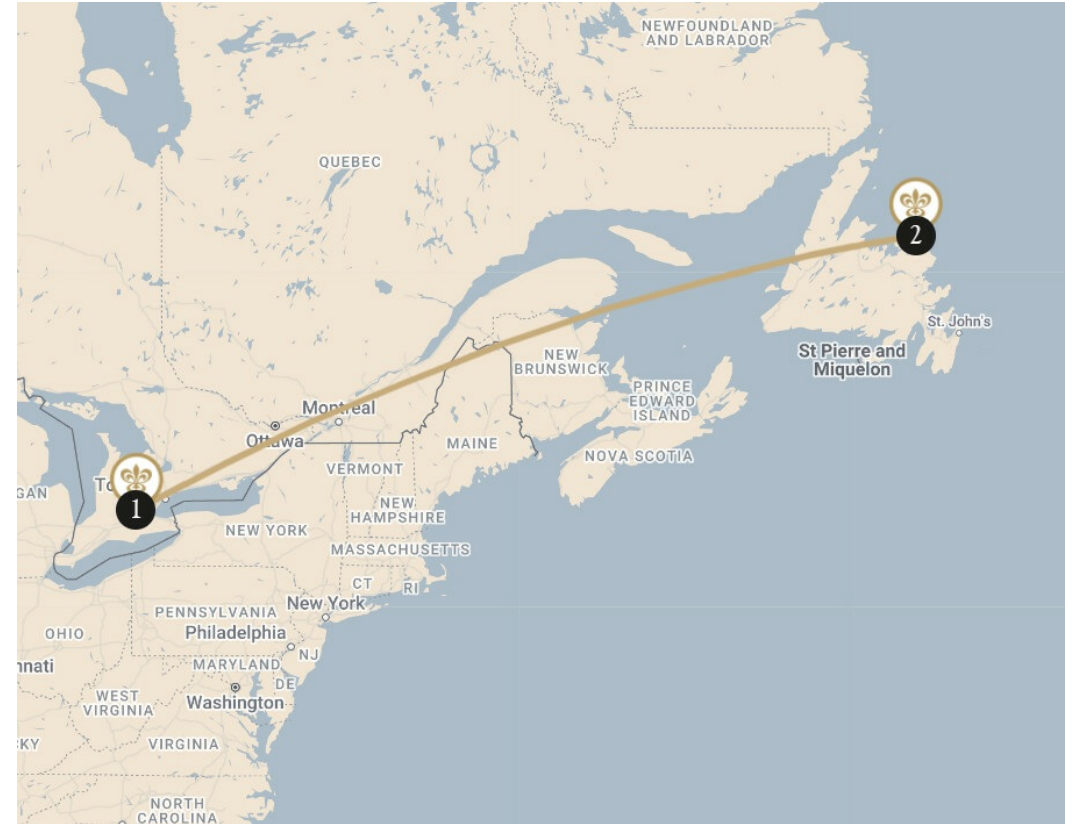 NEWFOUNDLAND
AND LABRADOR
QUEBEC
2
St. John's
St Pierre and
Miquelon
NEW
BRUNSWICK
PRINCE
EDWARD
ISLAND
Montreal
Ottawa
MAINE
NOVA SCOTIA
VERMONT
To
GAN
1
NEW
HAMPSHIRE
NEW YORK
MASSACHUSETTS
CT
RI
New York
PENNSYLVANIA
OHIO
Philadelphia
NJ
nnati
MARYLAND
DE
WEST
VIRGINIA
Washington
KY
VIRGINIA
NORTH
CAROLINA